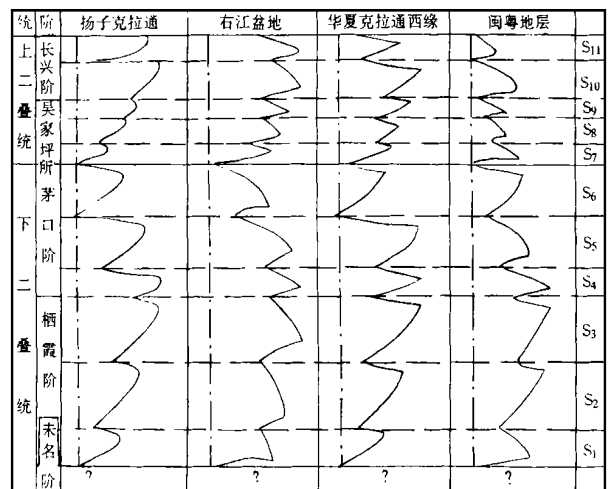 统 阶 扬子克拉通 右江盆地 华夏克拉通西缘 闽粤地层
上二叠统
长兴阶
吴家坪阶
下二叠统
茅口阶
栖霞阶
未名阶
S11
S10
S9
S8
S7
S6
S5
S4
S3
S2
S1
? ? ? ?